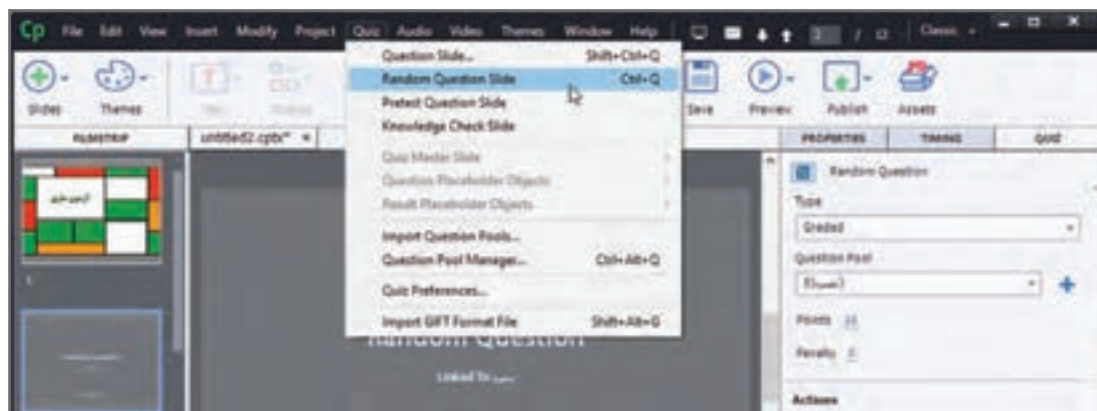 Cp File Edit View Insert Modify Project Quiz Audio Video Themes Window Help / Classic
Slides Themes Save Preview Publish Assets
FILMSTRIP untitled2.cptx* PROPERTIES TIMING QUIZ
Question Slide... Shift+Ctrl+Q
Random Question Slide Ctrl+Q
Pretest Question Slide
Knowledge Check Slide
Quiz Master Slide
Question Placeholder Objects
Result Placeholder Objects
Import Question Pools...
Question Pool Manager... Ctrl+Alt+Q
Quiz Preferences...
Import GIFT Format File Shift+Alt+G
Random Question
Linked To
Random Question
Type
Graded
Question Pool
Points
Penalty
Actions